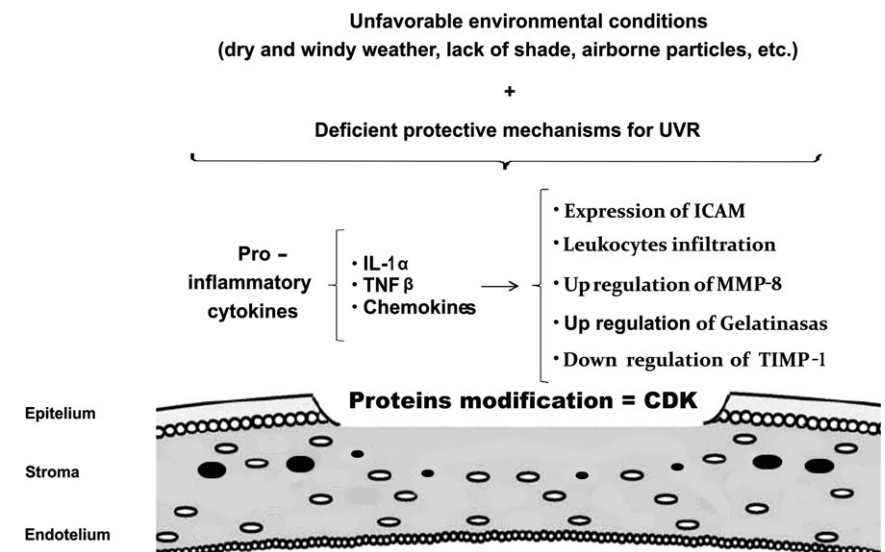 Unfavorable environmental conditions
(dry and windy weather, lack of shade, airborne particles, etc.)
+
Deficient protective mechanisms for UVR
Pro –
inflammatory
cytokines
· IL-1α
· TNF β
· Chemokines
· Expression of ICAM
· Leukocytes infiltration
· Up regulation of MMP-8
· Up regulation of Gelatinasas
· Down regulation of TIMP-1
Proteins modification = CDK
Epitelium
Stroma
Endotelium